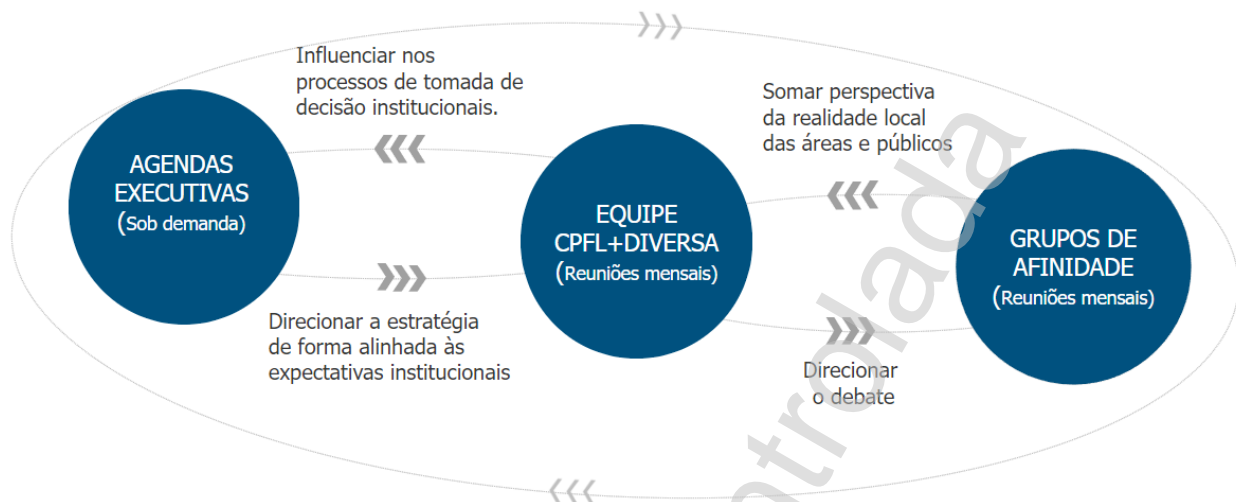 Influenciar nos
processos de tomada de
decisão institucionais.
AGENDAS
EXECUTIVAS
(Sob demanda)
Direcionar a estratégia
de forma alinhada às
expectativas institucionais
EQUIPE
CPFL+DIVERSA
(Reuniões mensais)
Somar perspectiva
da realidade local
das áreas e públicos
Direcionar
o debate
GRUPOS DE
AFINIDADE
(Reuniões mensais)
ntrolada